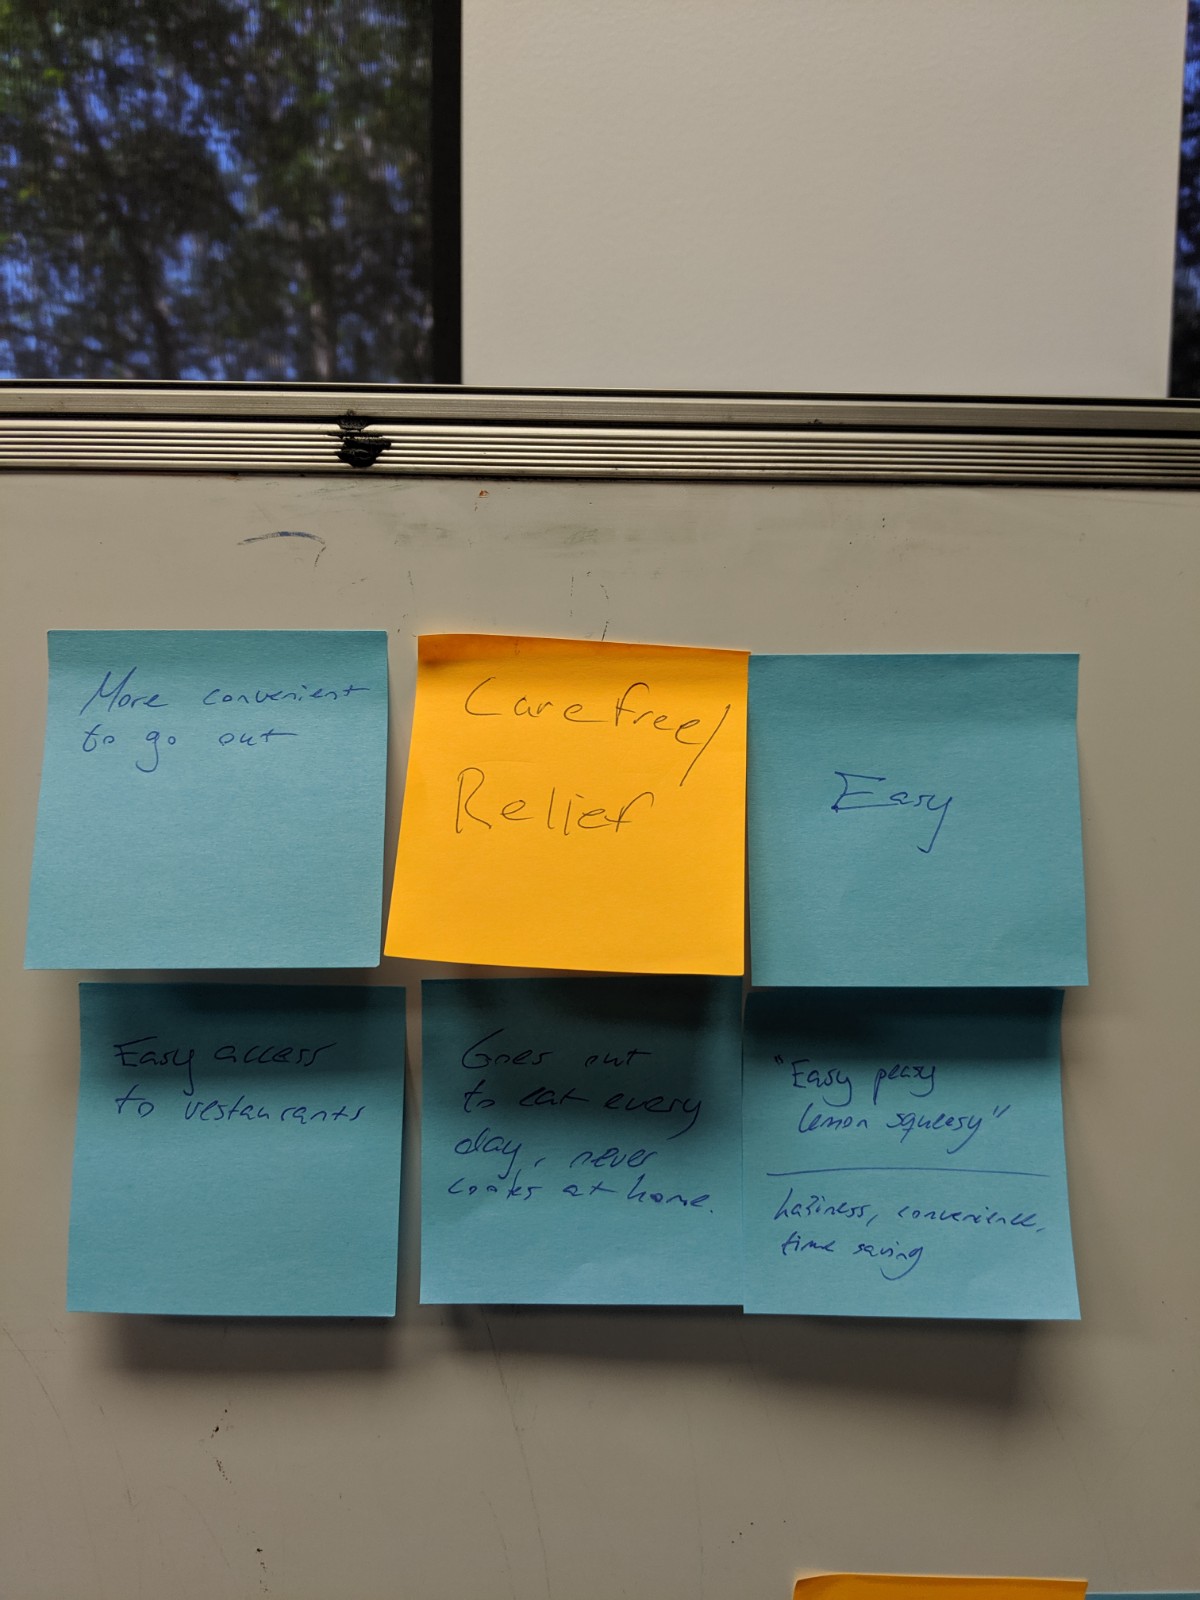 More convenient
to go out
Carefree/
Relief
Easy
Easy access
to restaurants
Goes out
to eat every
day, never
cooks at home.
"Easy peasy
lemon squeesy"
convenience,
time saving